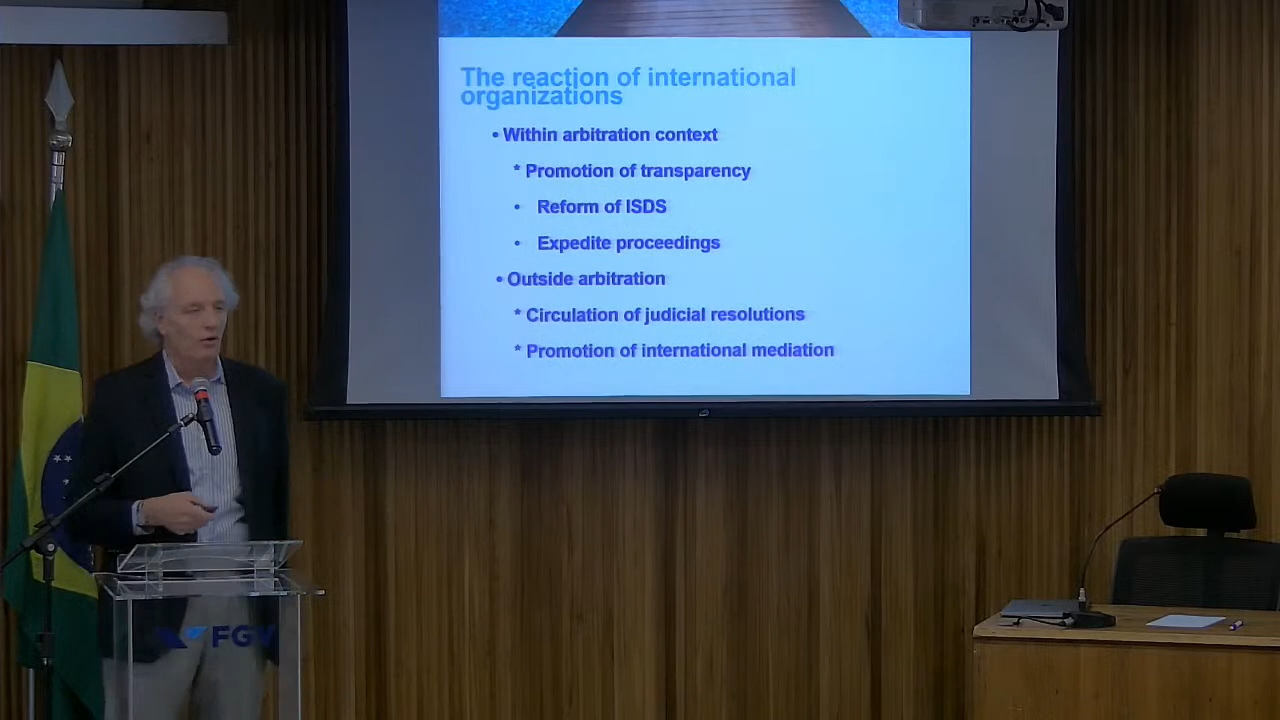 The reaction of international
organizations
• Within arbitration context
* Promotion of transparency
• Reform of ISDS
• Expedite proceedings
• Outside arbitration
* Circulation of judicial resolutions
* Promotion of international mediation
FGV